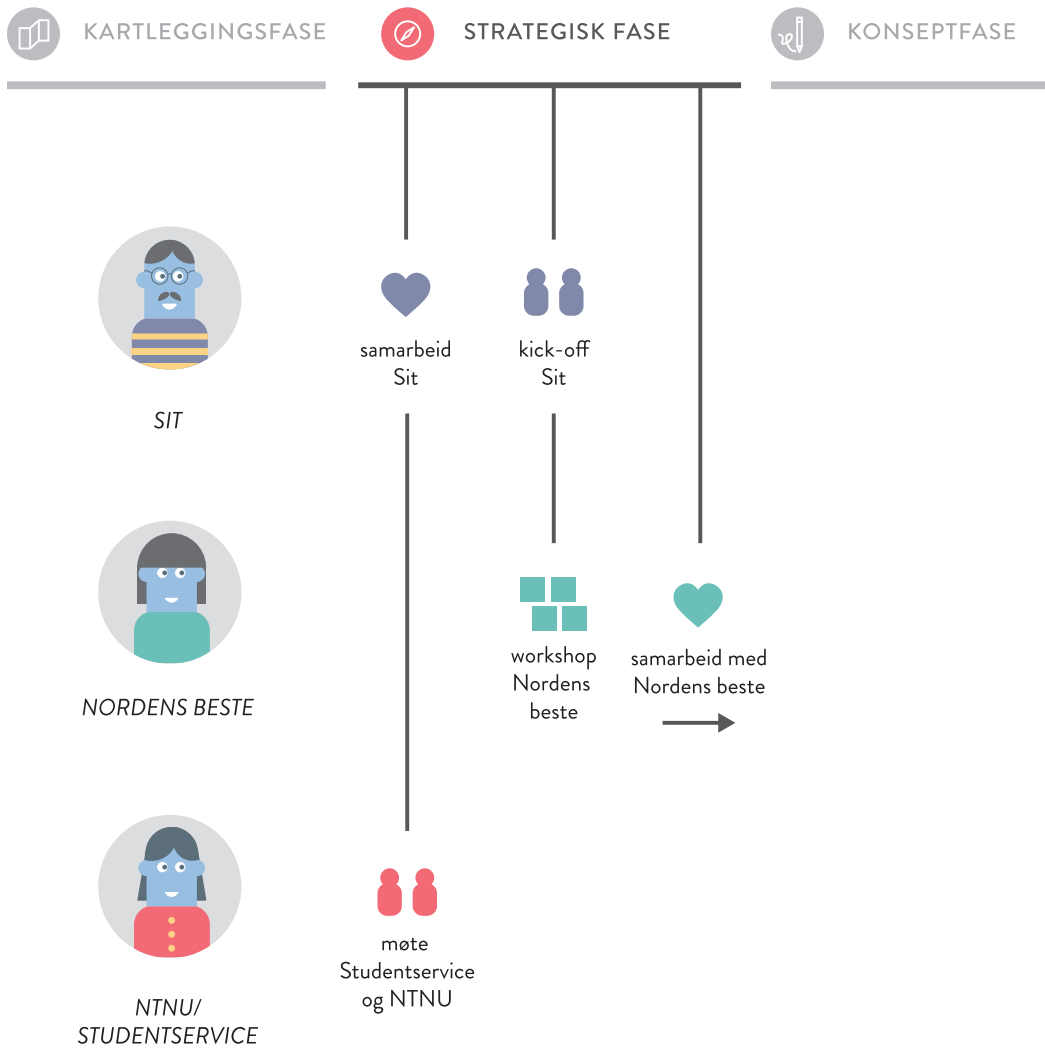 KARTLEGGINGSFASE
STRATEGISK FASE
KONSEPTFASE
samarbeid
Sit
kick-off
Sit
SIT
workshop
Nordens
beste
samarbeid med
Nordens beste
NORDENS BESTE
møte
Studentservice
og NTNU
NTNU/
STUDENTSERVICE